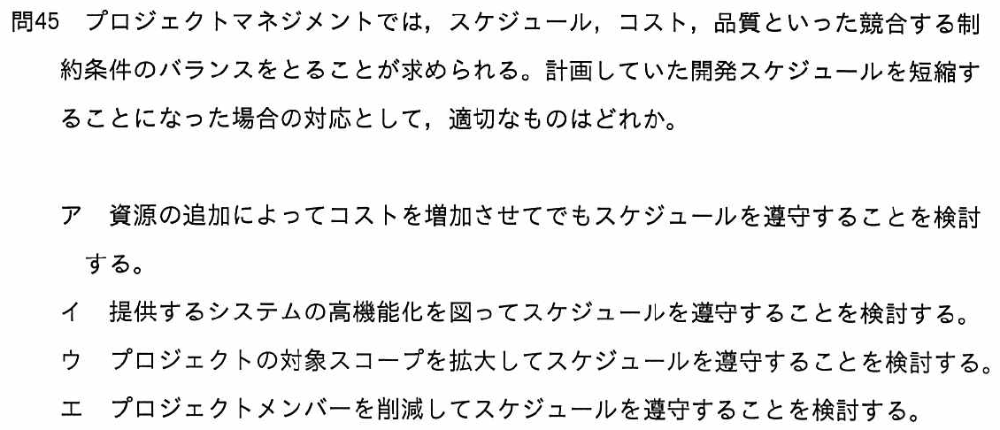 問45 プロジェクトマネジメントでは，スケジュール，コスト，品質といった競合する制
約条件のバランスをとることが求められる。計画していた開発スケジュールを短縮す
ることになった場合の対応として，適切なものはどれか。
ア 資源の追加によってコストを増加させてでもスケジュールを遵守することを検討
する。
イ 提供するシステムの高機能化を図ってスケジュールを遵守することを検討する。
ウ プロジェクトの対象スコープを拡大してスケジュールを遵守することを検討する。
エ プロジェクトメンバーを削減してスケジュールを遵守することを検討する。